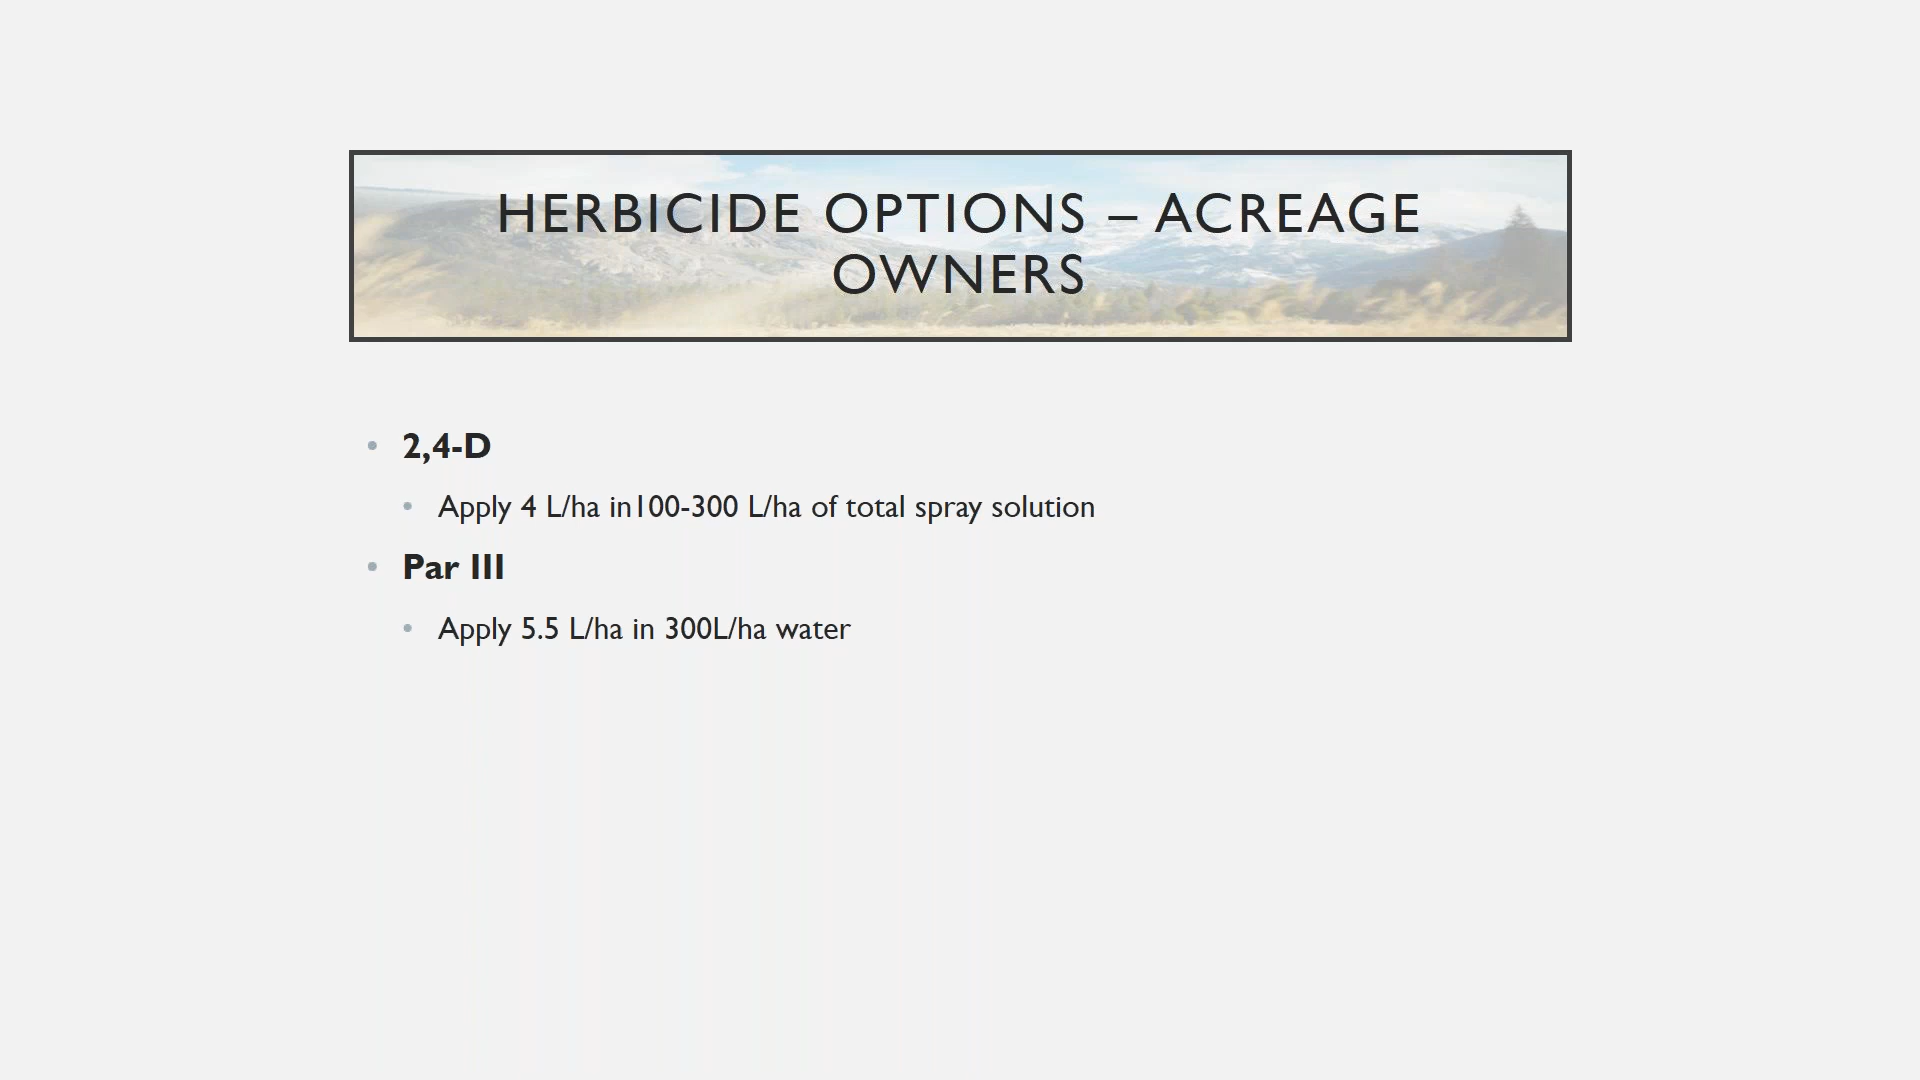 HERBICIDE OPTIONS – ACREAGE
OWNERS
• 2,4-D
• Apply 4 L/ha in100-300 L/ha of total spray solution
• Par III
• Apply 5.5 L/ha in 300L/ha water